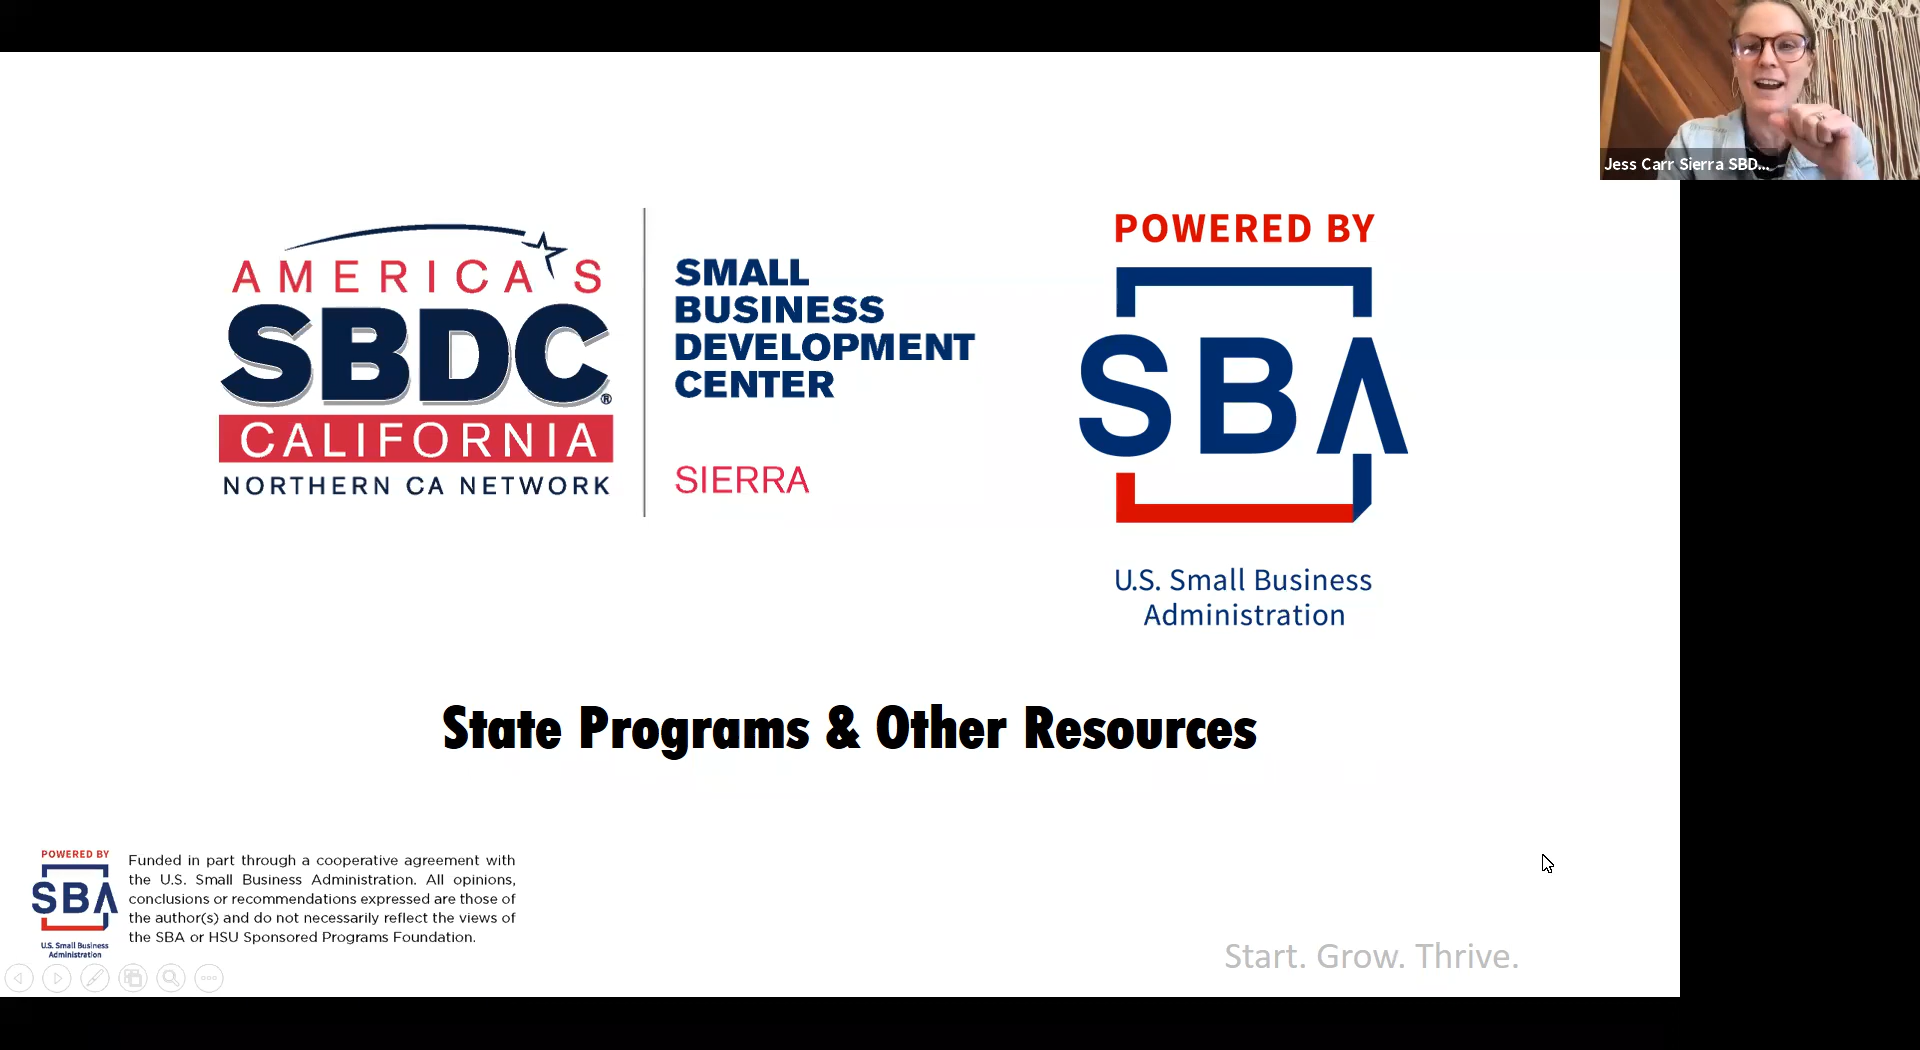 Jess Carr Sierra SBD...
AMERICA'S
SBDC®
CALIFORNIA
NORTHERN CA NETWORK
SMALL
BUSINESS
DEVELOPMENT
CENTER
SIERRA
POWERED BY
SBA
U.S. Small Business
Administration
State Programs & Other Resources
POWERED BY
SBA
U.S. Small Business
Administration
Funded in part through a cooperative agreement with
the U.S. Small Business Administration. All opinions,
conclusions or recommendations expressed are those of
the author(s) and do not necessarily reflect the views of
the SBA or HSU Sponsored Programs Foundation.
Start. Grow. Thrive.